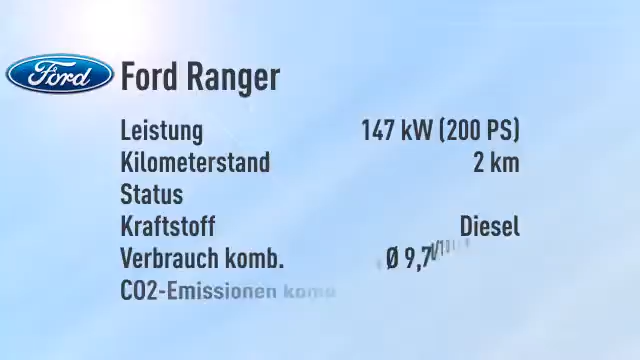 Ford Ford Ranger
Leistung 147 kW (200 PS)
Kilometerstand 2 km
Status
Kraftstoff Diesel
Verbrauch komb. Ø 9,7
CO2-Emissionen